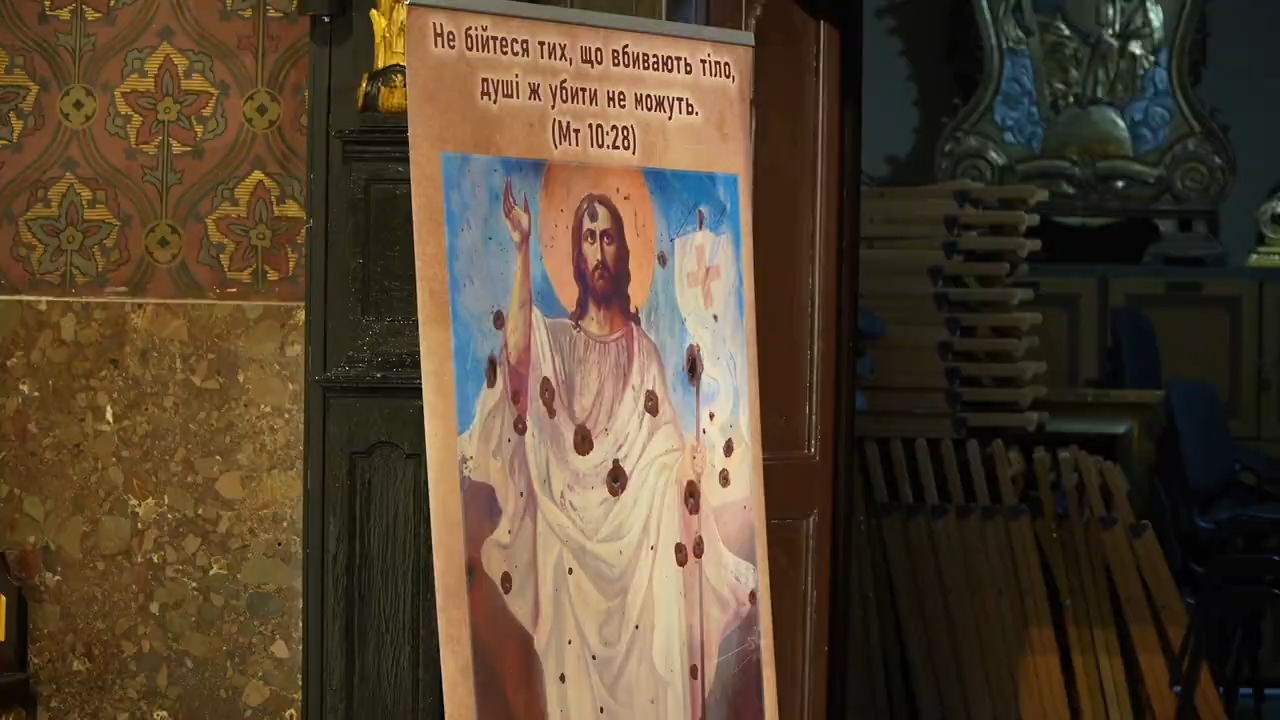 Не бійтеся тих, що вбивають тіло,
душі ж убити не можуть.
(Мт 10:28)